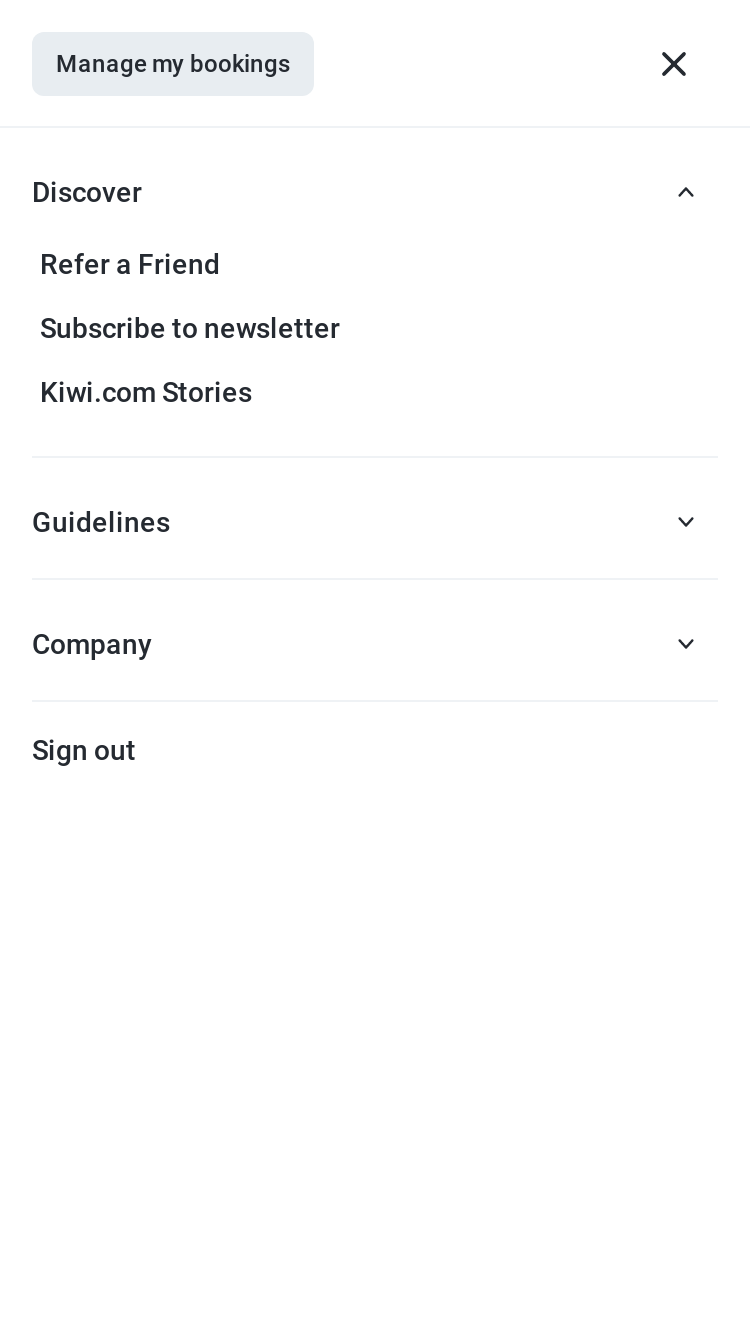 Manage my bookings
Discover
Refer a Friend
Subscribe to newsletter
Kiwi.com Stories
Guidelines
Company
Sign out